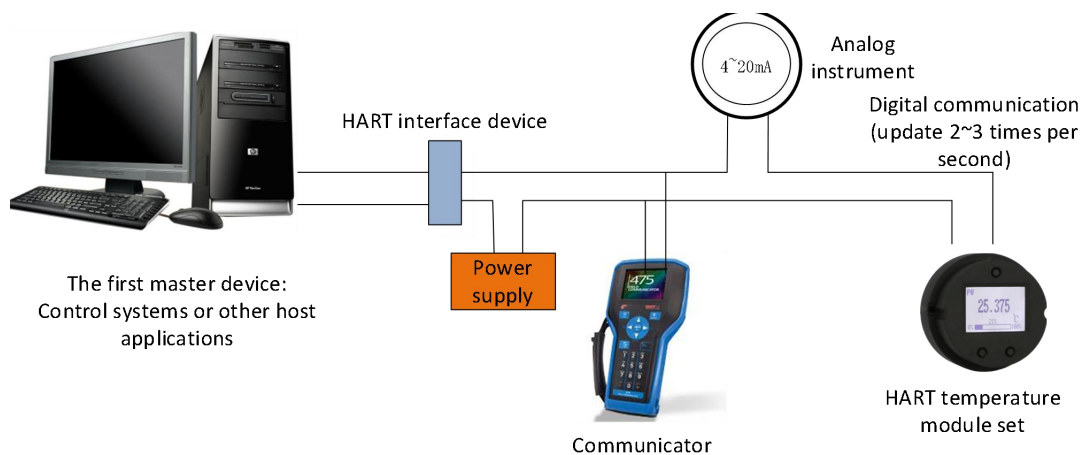 4~20mA
Analog
instrument
HART interface device
Digital communication
(update 2~3 times per
second)
Power
supply
475
The first master device:
Control systems or other host
applications
PV
25.375
℃
HART temperature
module set
Communicator